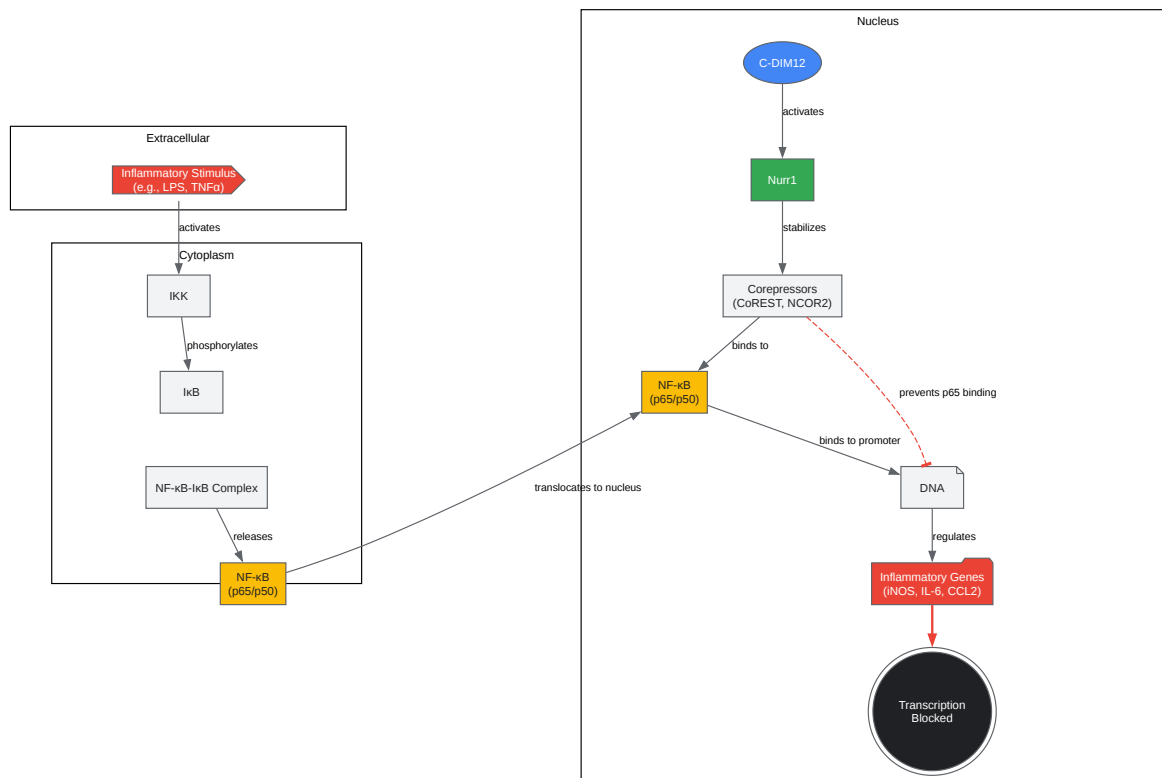 Nucleus
C-DIM12
activates
Extracellular
Inflammatory Stimulus
(e.g., LPS, TNFα)
Nurr1
activates
stabilizes
Cytoplasm
IKK
Corepressors
(CoREST, NCOR2)
phosphorylates
binds to
IκB
NF-κB
(p65/p50)
prevents p65 binding
binds to promoter
NF-κB-IκB Complex
translocates to nucleus
DNA
releases
regulates
NF-κB
(p65/p50)
Inflammatory Genes
(iNOS, IL-6, CCL2)
Transcription
Blocked